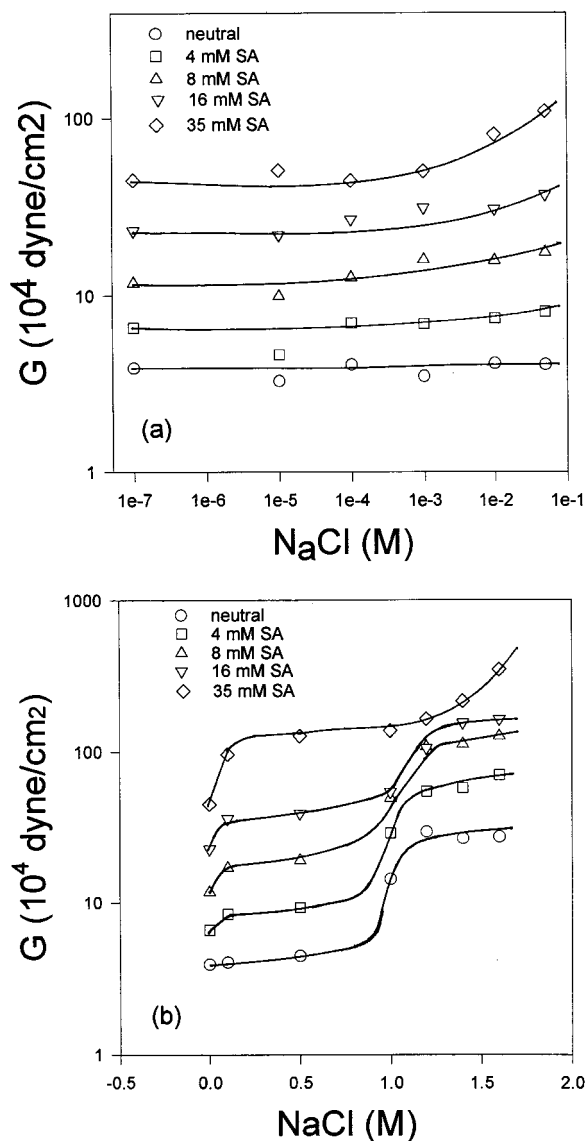 neutral
4 mM SA
8 mM SA
16 mM SA
35 mM SA
100
10
1
G (10⁴ dyne/cm2)
(a)
1e-7 1e-6 1e-5 1e-4 1e-3 1e-2 1e-1
NaCl (M)
1000
neutral
4 mM SA
8 mM SA
16 mM SA
35 mM SA
100
10
1
G (10⁴ dyne/cm2)
(b)
-0.5 0.0 0.5 1.0 1.5 2.0
NaCl (M)